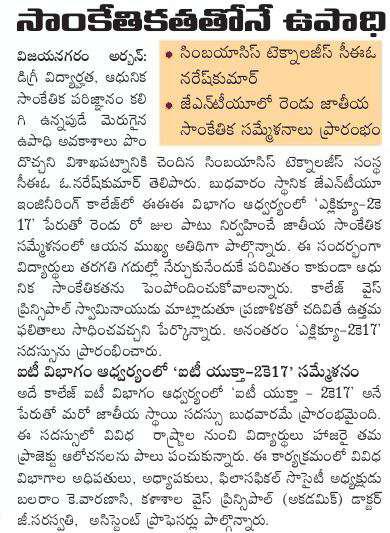 సాంకేతికతతోనే ఉపాధి
విజయనగరం అర్బన్:
డిగ్రీ విద్యార్హత, ఆధునిక
సాంకేతిక పరిజ్ఞానం కలి
గి ఉన్నపుడే మెరుగైన
ఉపాధి అవకాశాలు పొం
• సింబయాసిస్ టెక్నాలజీస్ సీఈఓ
నరేష్‌కుమార్
• జేఎన్‌టీయూలో రెండు జాతీయ
సాంకేతిక సమ్మేళనాలు ప్రారంభం
దొచ్చని విశాఖపట్నానికి చెందిన సింబయాసిస్ టెక్నాలజీస్ సంస్థ
సీఈఓ ఓ.నరేష్‌కుమార్ తెలిపారు. బుధవారం స్థానిక జేఎన్‌టీయూ
ఇంజినీరింగ్ కాలేజ్‌లో ఈఈఈ విభాగం ఆధ్వర్యంలో ‘ఎక్లిక్యూ–2కె
17’ పేరుతో రెండు రో జుల పాటు నిర్వహించే జాతీయ సాంకేతిక
సమ్మేళనంలో ఆయన ముఖ్య అతిథిగా పాల్గొన్నారు. ఈ సందర్భంగా
విద్యార్థులు తరగతి గదుల్లో నేర్చుకునేందుకే పరిమితం కాకుండా ఆధు
నిక సాంకేతికతను పెంపోందించుకోవాలన్నారు. కాలేజ్ వైస్
ప్రిన్సిపాల్ స్వామినాయుడు మాట్లాడుతూ ప్రణాళికతో చదివితే ఉత్తమ
ఫలితాలు సాధించవచ్చని పేర్కొన్నారు. అనంతరం ‘ఎక్లిక్యూ–2కె17’
సదస్సును ప్రారంభించారు.
ఐటీ విభాగం ఆధ్వర్యంలో ‘ఐటీ యుక్తా–2కె17’ సమ్మేళనం
అదే కాలేజ్ ఐటీ విభాగం ఆధ్వర్యంలో ‘ఐటీ యుక్తా – 2కె17’ అనే
పేరుతో మరో జాతీయ స్థాయి సదస్సు బుధవారమే ప్రారంభమైంది.
ఈ సదస్సులో వివిధ రాష్ట్రాల నుంచి విద్యార్థులు హాజరై తమ
ప్రాజెక్టు ఆలోచనలను పాలు పంచుకున్నారు. ఈ కార్యక్రమంలో వివిధ
విభాగాల అధిపతులు, అధ్యాపకులు, ఫిలాసఫికల్ సొసైటీ అధ్యక్షుడు
బలరాం కె.వారణాసి, కళాశాల వైస్ ప్రిన్సిపాల్ (అకడమిక్) డాక్టర్
జీ.సరస్వతి, అసిస్టెంట్ ప్రొఫెసర్లు పాల్గొన్నారు.